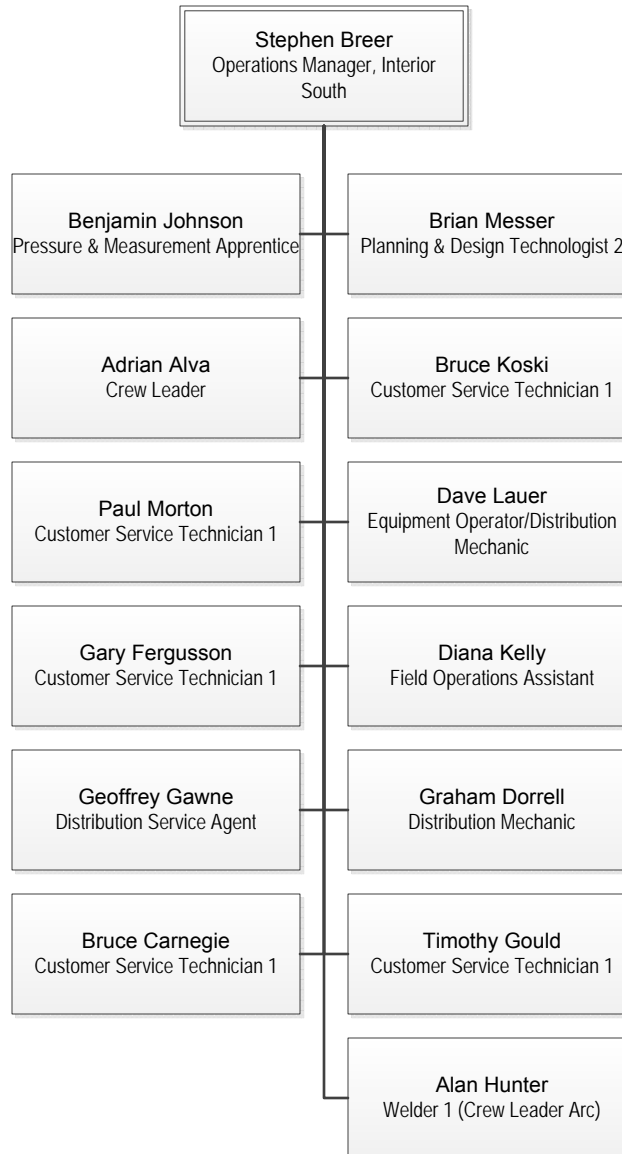 Stephen Breer
Operations Manager, Interior
South
Benjamin Johnson
Pressure & Measurement Apprentice
Brian Messer
Planning & Design Technologist 2
Adrian Alva
Crew Leader
Bruce Koski
Customer Service Technician 1
Paul Morton
Customer Service Technician 1
Dave Lauer
Equipment Operator/Distribution
Mechanic
Gary Fergusson
Customer Service Technician 1
Diana Kelly
Field Operations Assistant
Geoffrey Gawne
Distribution Service Agent
Graham Dorrell
Distribution Mechanic
Bruce Carnegie
Customer Service Technician 1
Timothy Gould
Customer Service Technician 1
Alan Hunter
Welder 1 (Crew Leader Arc)